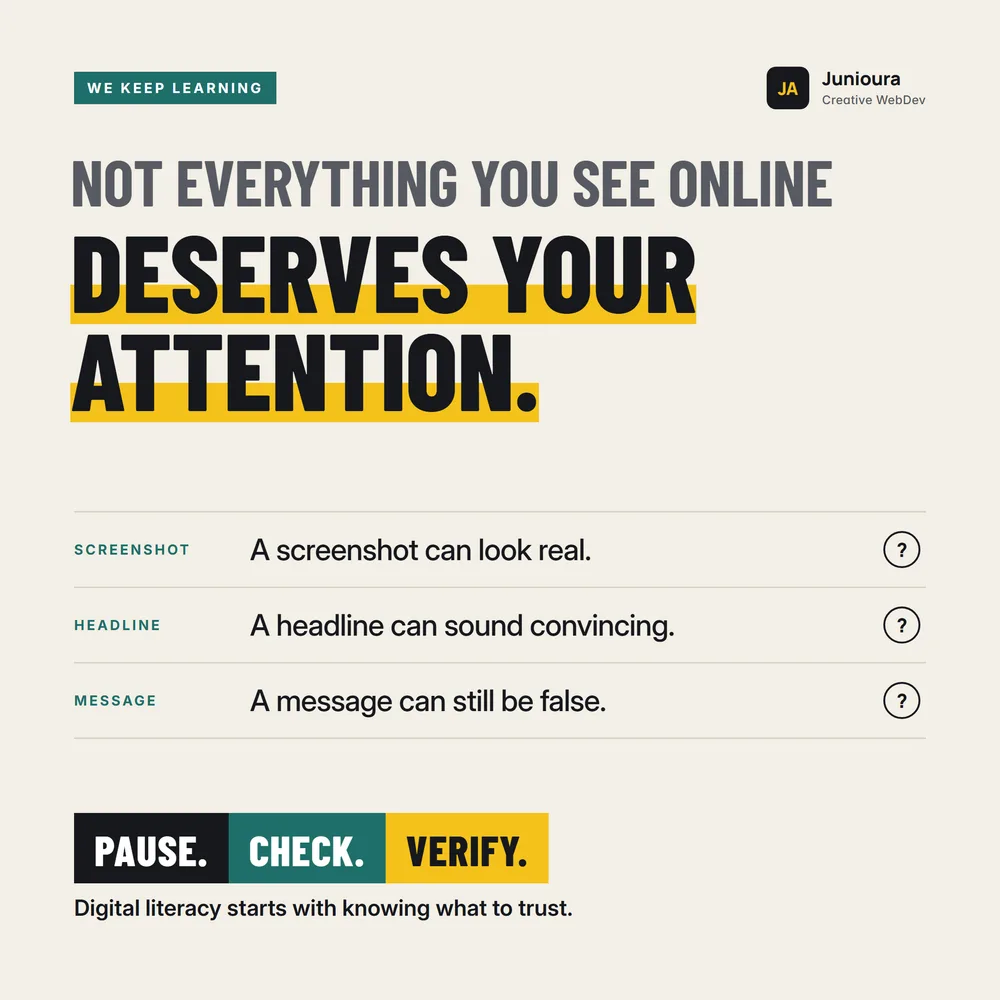 WE KEEP LEARNING
JA
Junioura
Creative WebDev
NOT EVERYTHING YOU SEE ONLINE
DESERVES YOUR
ATTENTION.
SCREENSHOT A screenshot can look real. ?
HEADLINE A headline can sound convincing. ?
MESSAGE A message can still be false. ?
PAUSE. CHECK. VERIFY.
Digital literacy starts with knowing what to trust.